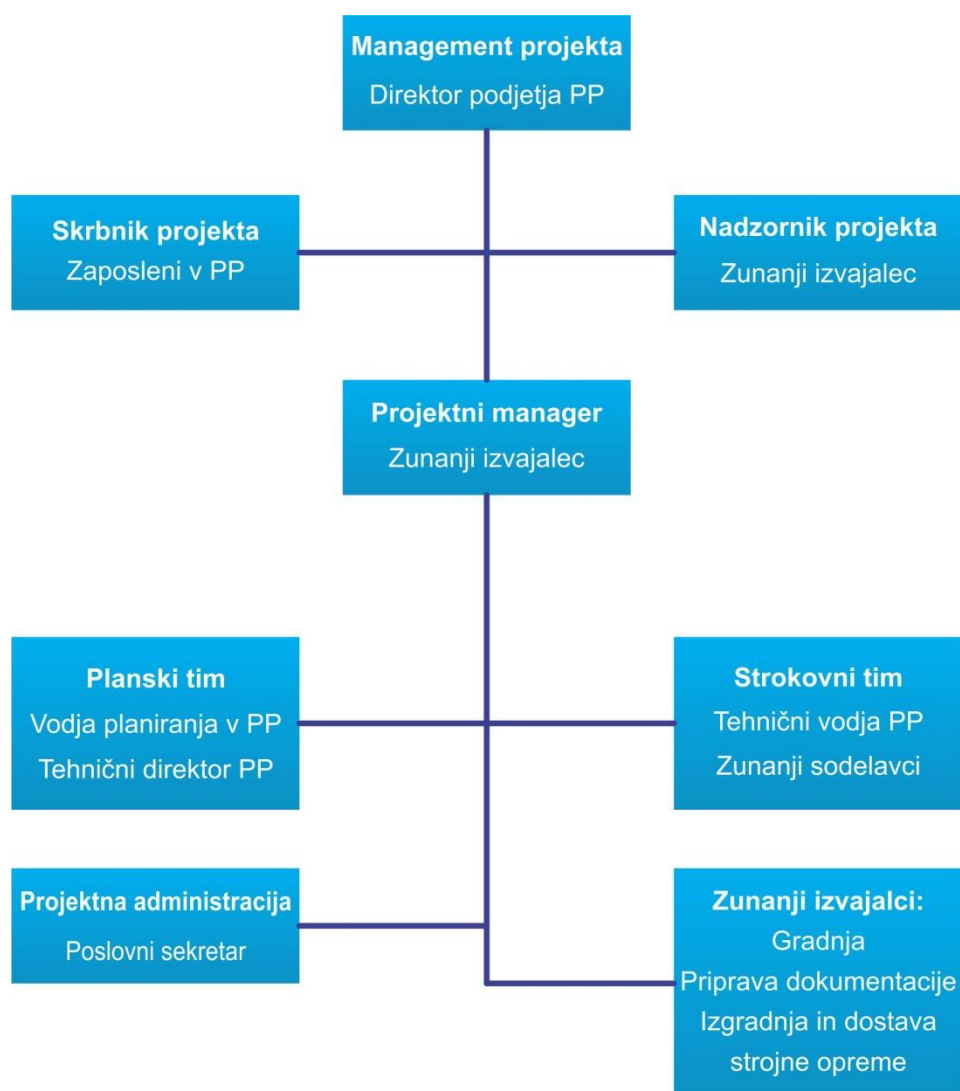 Management projekta
Direktor podjetja PP
Skrbnik projekta
Zaposleni v PP
Nadzornik projekta
Zunanji izvajalec
Projektni manager
Zunanji izvajalec
Planski tim
Vodja planiranja v PP
Tehnični direktor PP
Strokovni tim
Tehnični vodja PP
Zunanji sodelavci
Projektna administracija
Poslovni sekretar
Zunanji izvajalci:
Gradnja
Priprava dokumentacije
Izgradnja in dostava
strojne opreme